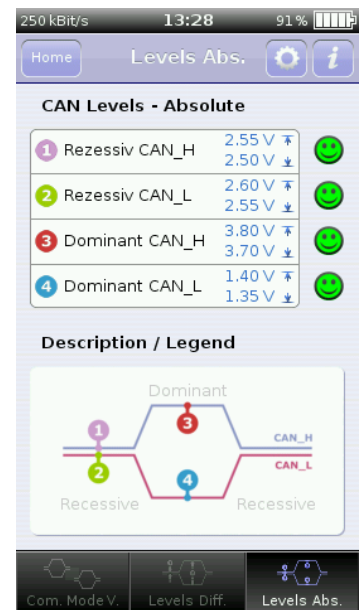 250 kBit/s 13:28 91%
Home Levels Abs. i
CAN Levels - Absolute
1 Rezessiv CAN_H 2.55 V
2.50 V
2 Rezessiv CAN_L 2.60 V
2.55 V
3 Dominant CAN_H 3.80 V
3.70 V
4 Dominant CAN_L 1.40 V
1.35 V
Description / Legend
Dominant
1 3
CAN_H
2 4
CAN_L
Recessive Recessive
Com. Mode V. Levels Diff. Levels Abs.